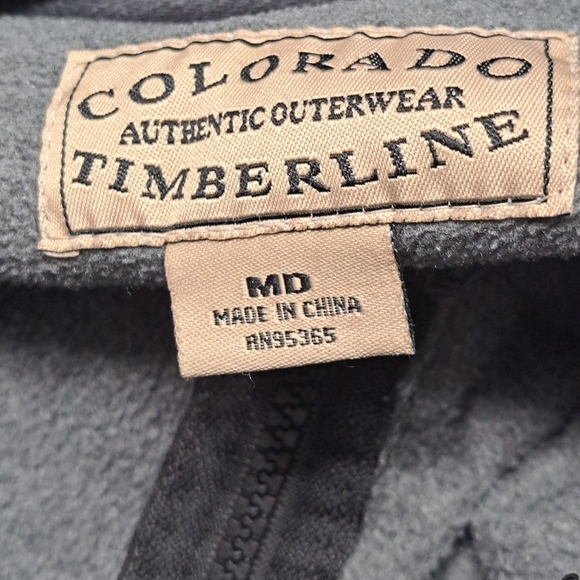 COLORADO
AUTHENTIC OUTERWEAR
TIMBERLINE
MD
MADE IN CHINA
RN95365